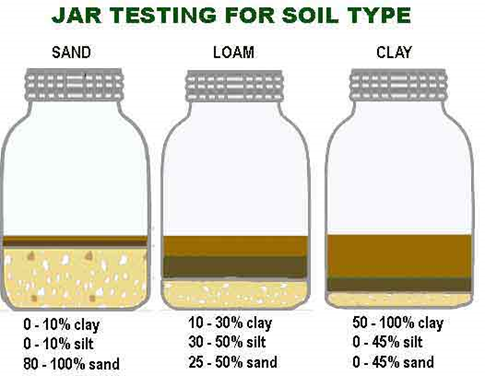 JAR TESTING FOR SOIL TYPE
SAND
LOAM
CLAY
0 - 10% clay
0 - 10% silt
80 - 100% sand
10 - 30% clay
30 - 50% silt
25 - 50% sand
50 - 100% clay
0 - 45% silt
0 - 45% sand